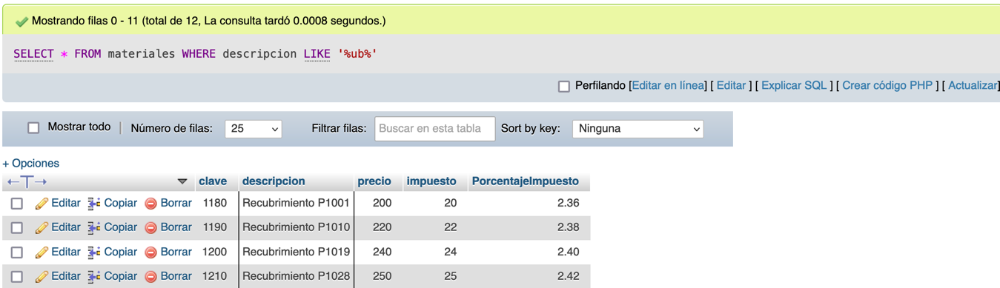 Mostrando filas 0 - 11 (total de 12, La consulta tardó 0.0008 segundos.)
SELECT * FROM materiales WHERE descripcion LIKE '%ub%'
Perfilando [Editar en línea] [ Editar ] [ Explicar SQL ] [ Crear código PHP ] [ Actualizar]
Mostrar todo | Número de filas: 25 Filtrar filas: Buscar en esta tabla Sort by key: Ninguna
+ Opciones
←T→ clave descripcion precio impuesto PorcentajeImpuesto
Editar Copiar Borrar 1180 Recubrimiento P1001 200 20 2.36
Editar Copiar Borrar 1190 Recubrimiento P1010 220 22 2.38
Editar Copiar Borrar 1200 Recubrimiento P1019 240 24 2.40
Editar Copiar Borrar 1210 Recubrimiento P1028 250 25 2.42